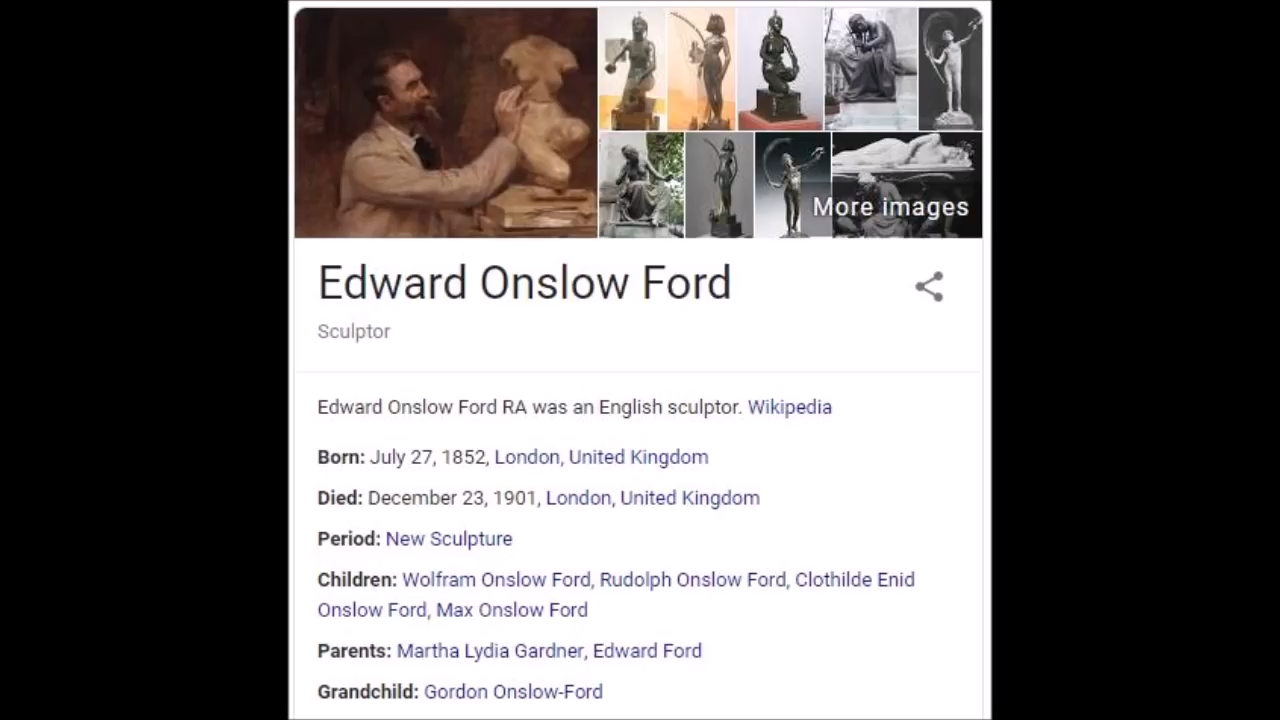 More images
Edward Onslow Ford
Sculptor
Edward Onslow Ford RA was an English sculptor. Wikipedia
Born: July 27, 1852, London, United Kingdom
Died: December 23, 1901, London, United Kingdom
Period: New Sculpture
Children: Wolfram Onslow Ford, Rudolph Onslow Ford, Clothilde Enid
Onslow Ford, Max Onslow Ford
Parents: Martha Lydia Gardner, Edward Ford
Grandchild: Gordon Onslow-Ford